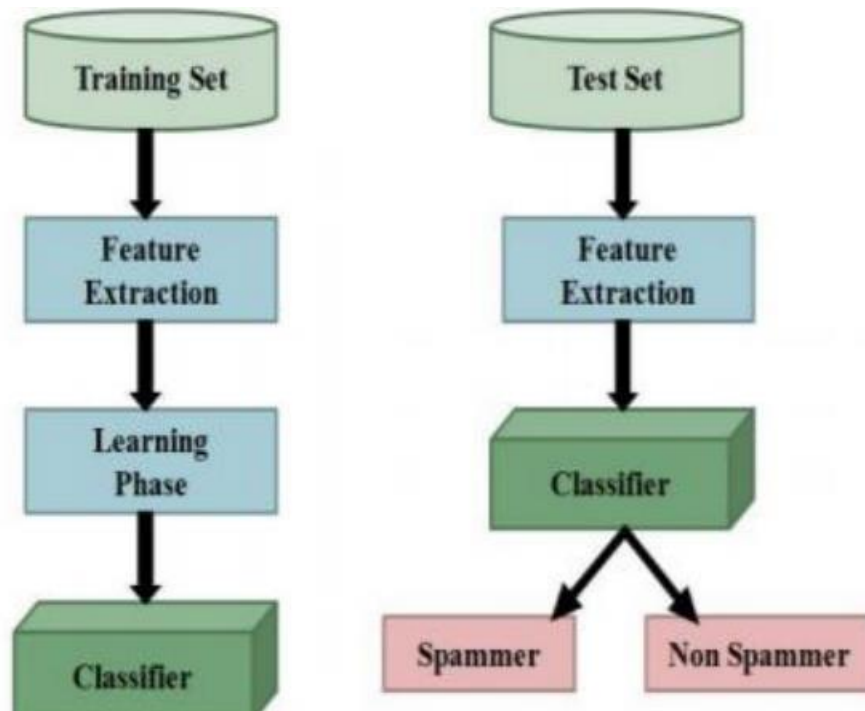 Training Set
Feature
Extraction
Learning
Phase
Classifier
Test Set
Feature
Extraction
Classifier
Spammer
Non Spammer